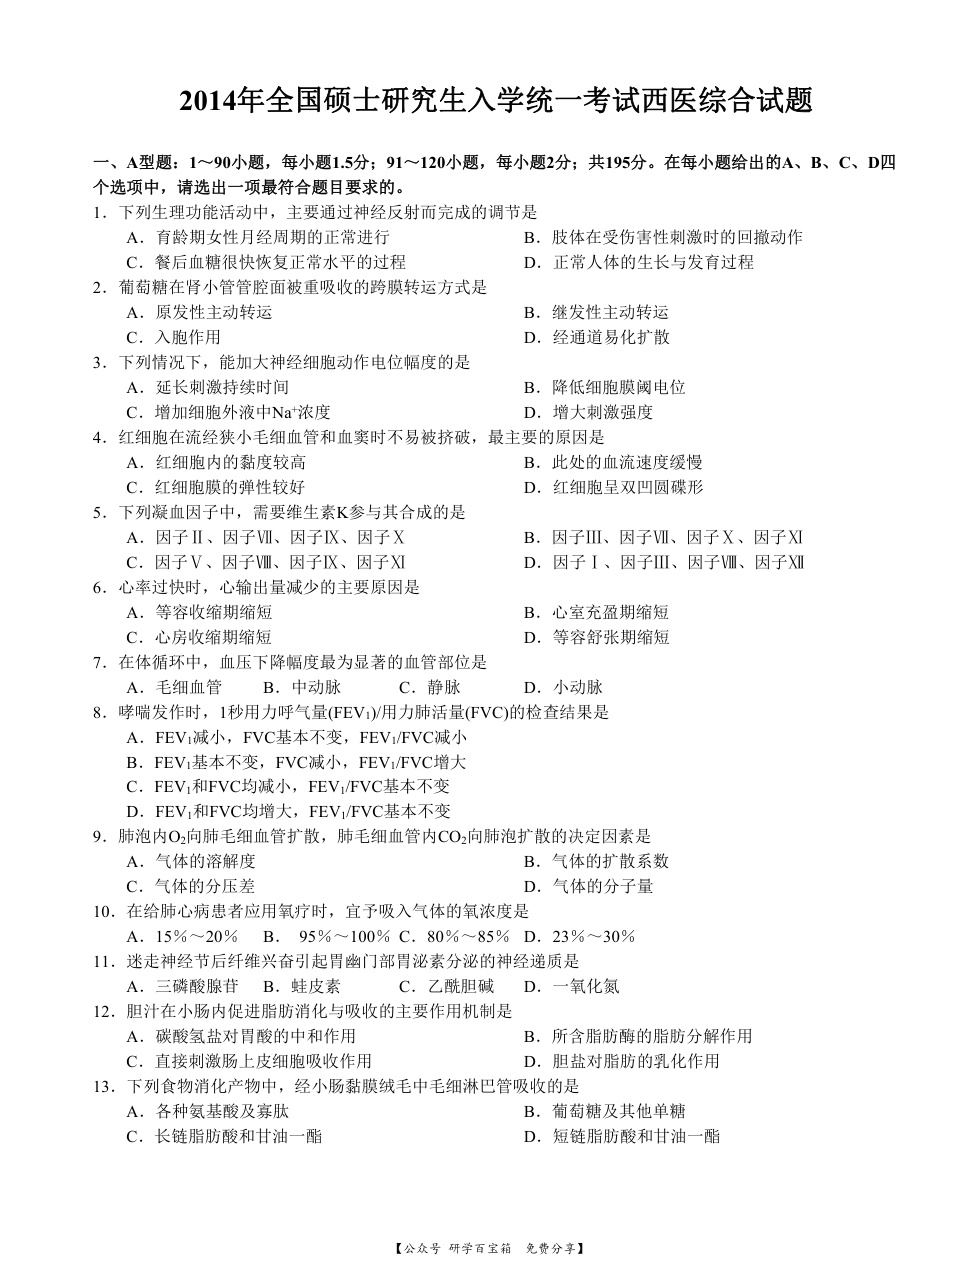 2014年全国硕士研究生入学统一考试西医综合试题
一、A型题：1～90小题，每小题1.5分；91～120小题，每小题2分；共195分。在每小题给出的A、B、C、D四
个选项中，请选出一项最符合题目要求的。
1．下列生理功能活动中，主要通过神经反射而完成的调节是
A．育龄期女性月经周期的正常进行 B．肢体在受伤害性刺激时的回撤动作
C．餐后血糖很快恢复正常水平的过程 D．正常人体的生长与发育过程
2．葡萄糖在肾小管管腔面被重吸收的跨膜转运方式是
A．原发性主动转运 B．继发性主动转运
C．入胞作用 D．经通道易化扩散
3．下列情况下，能加大神经细胞动作电位幅度的是
A．延长刺激持续时间 B．降低细胞膜阈电位
C．增加细胞外液中Na⁺浓度 D．增大刺激强度
4．红细胞在流经狭小毛细血管和血窦时不易被挤破，最主要的原因是
A．红细胞内的黏度较高 B．此处的血流速度缓慢
C．红细胞膜的弹性较好 D．红细胞呈双凹圆碟形
5．下列凝血因子中，需要维生素K参与其合成的是
A．因子Ⅱ、因子Ⅶ、因子Ⅸ、因子Ⅹ B．因子Ⅲ、因子Ⅶ、因子Ⅹ、因子Ⅺ
C．因子Ⅴ、因子Ⅷ、因子Ⅸ、因子Ⅺ D．因子Ⅰ、因子Ⅲ、因子Ⅷ、因子Ⅻ
6．心率过快时，心输出量减少的主要原因是
A．等容收缩期缩短 B．心室充盈期缩短
C．心房收缩期缩短 D．等容舒张期缩短
7．在体循环中，血压下降幅度最为显著的血管部位是
A．毛细血管 B．中动脉 C．静脉 D．小动脉
8．哮喘发作时，1秒用力呼气量(FEV₁)/用力肺活量(FVC)的检查结果是
A．FEV₁减小，FVC基本不变，FEV₁/FVC减小
B．FEV₁基本不变，FVC减小，FEV₁/FVC增大
C．FEV₁和FVC均减小，FEV₁/FVC基本不变
D．FEV₁和FVC均增大，FEV₁/FVC基本不变
9．肺泡内O₂向肺毛细血管扩散，肺毛细血管内CO₂向肺泡扩散的决定因素是
A．气体的溶解度 B．气体的扩散系数
C．气体的分压差 D．气体的分子量
10．在给肺心病患者应用氧疗时，宜予吸入气体的氧浓度是
A．15％～20％ B． 95％～100％ C．80％～85％ D．23％～30％
11．迷走神经节后纤维兴奋引起胃幽门部胃泌素分泌的神经递质是
A．三磷酸腺苷 B．蛙皮素 C．乙酰胆碱 D．一氧化氮
12．胆汁在小肠内促进脂肪消化与吸收的主要作用机制是
A．碳酸氢盐对胃酸的中和作用 B．所含脂肪酶的脂肪分解作用
C．直接刺激肠上皮细胞吸收作用 D．胆盐对脂肪的乳化作用
13．下列食物消化产物中，经小肠黏膜绒毛中毛细淋巴管吸收的是
A．各种氨基酸及寡肽 B．葡萄糖及其他单糖
C．长链脂肪酸和甘油一酯 D．短链脂肪酸和甘油一酯
【公众号 研学百宝箱 免费分享】